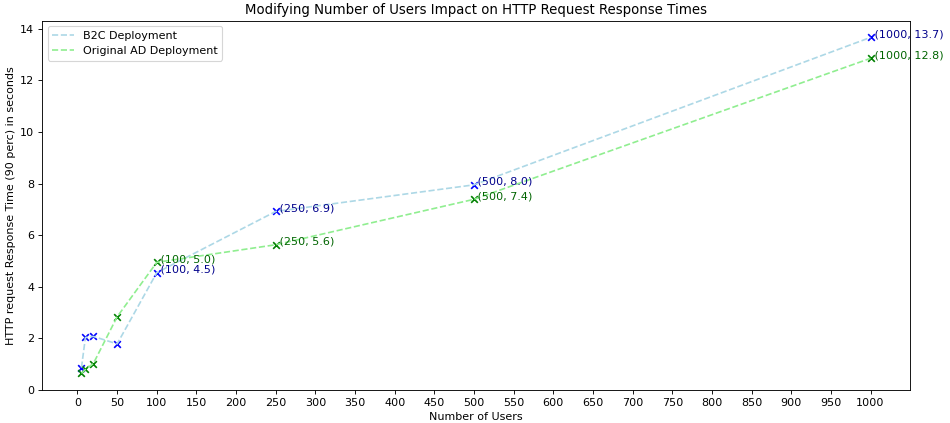 Modifying Number of Users Impact on HTTP Request Response Times
B2C Deployment
Original AD Deployment
HTTP request Response Time (90 perc) in seconds
14
12
10
8
6
4
2
0
(1000, 13.7)
(1000, 12.8)
(500, 8.0)
(500, 7.4)
(250, 6.9)
(250, 5.6)
(100, 5.0)
(100, 4.5)
0 50 100 150 200 250 300 350 400 450 500 550 600 650 700 750 800 850 900 950 1000
Number of Users